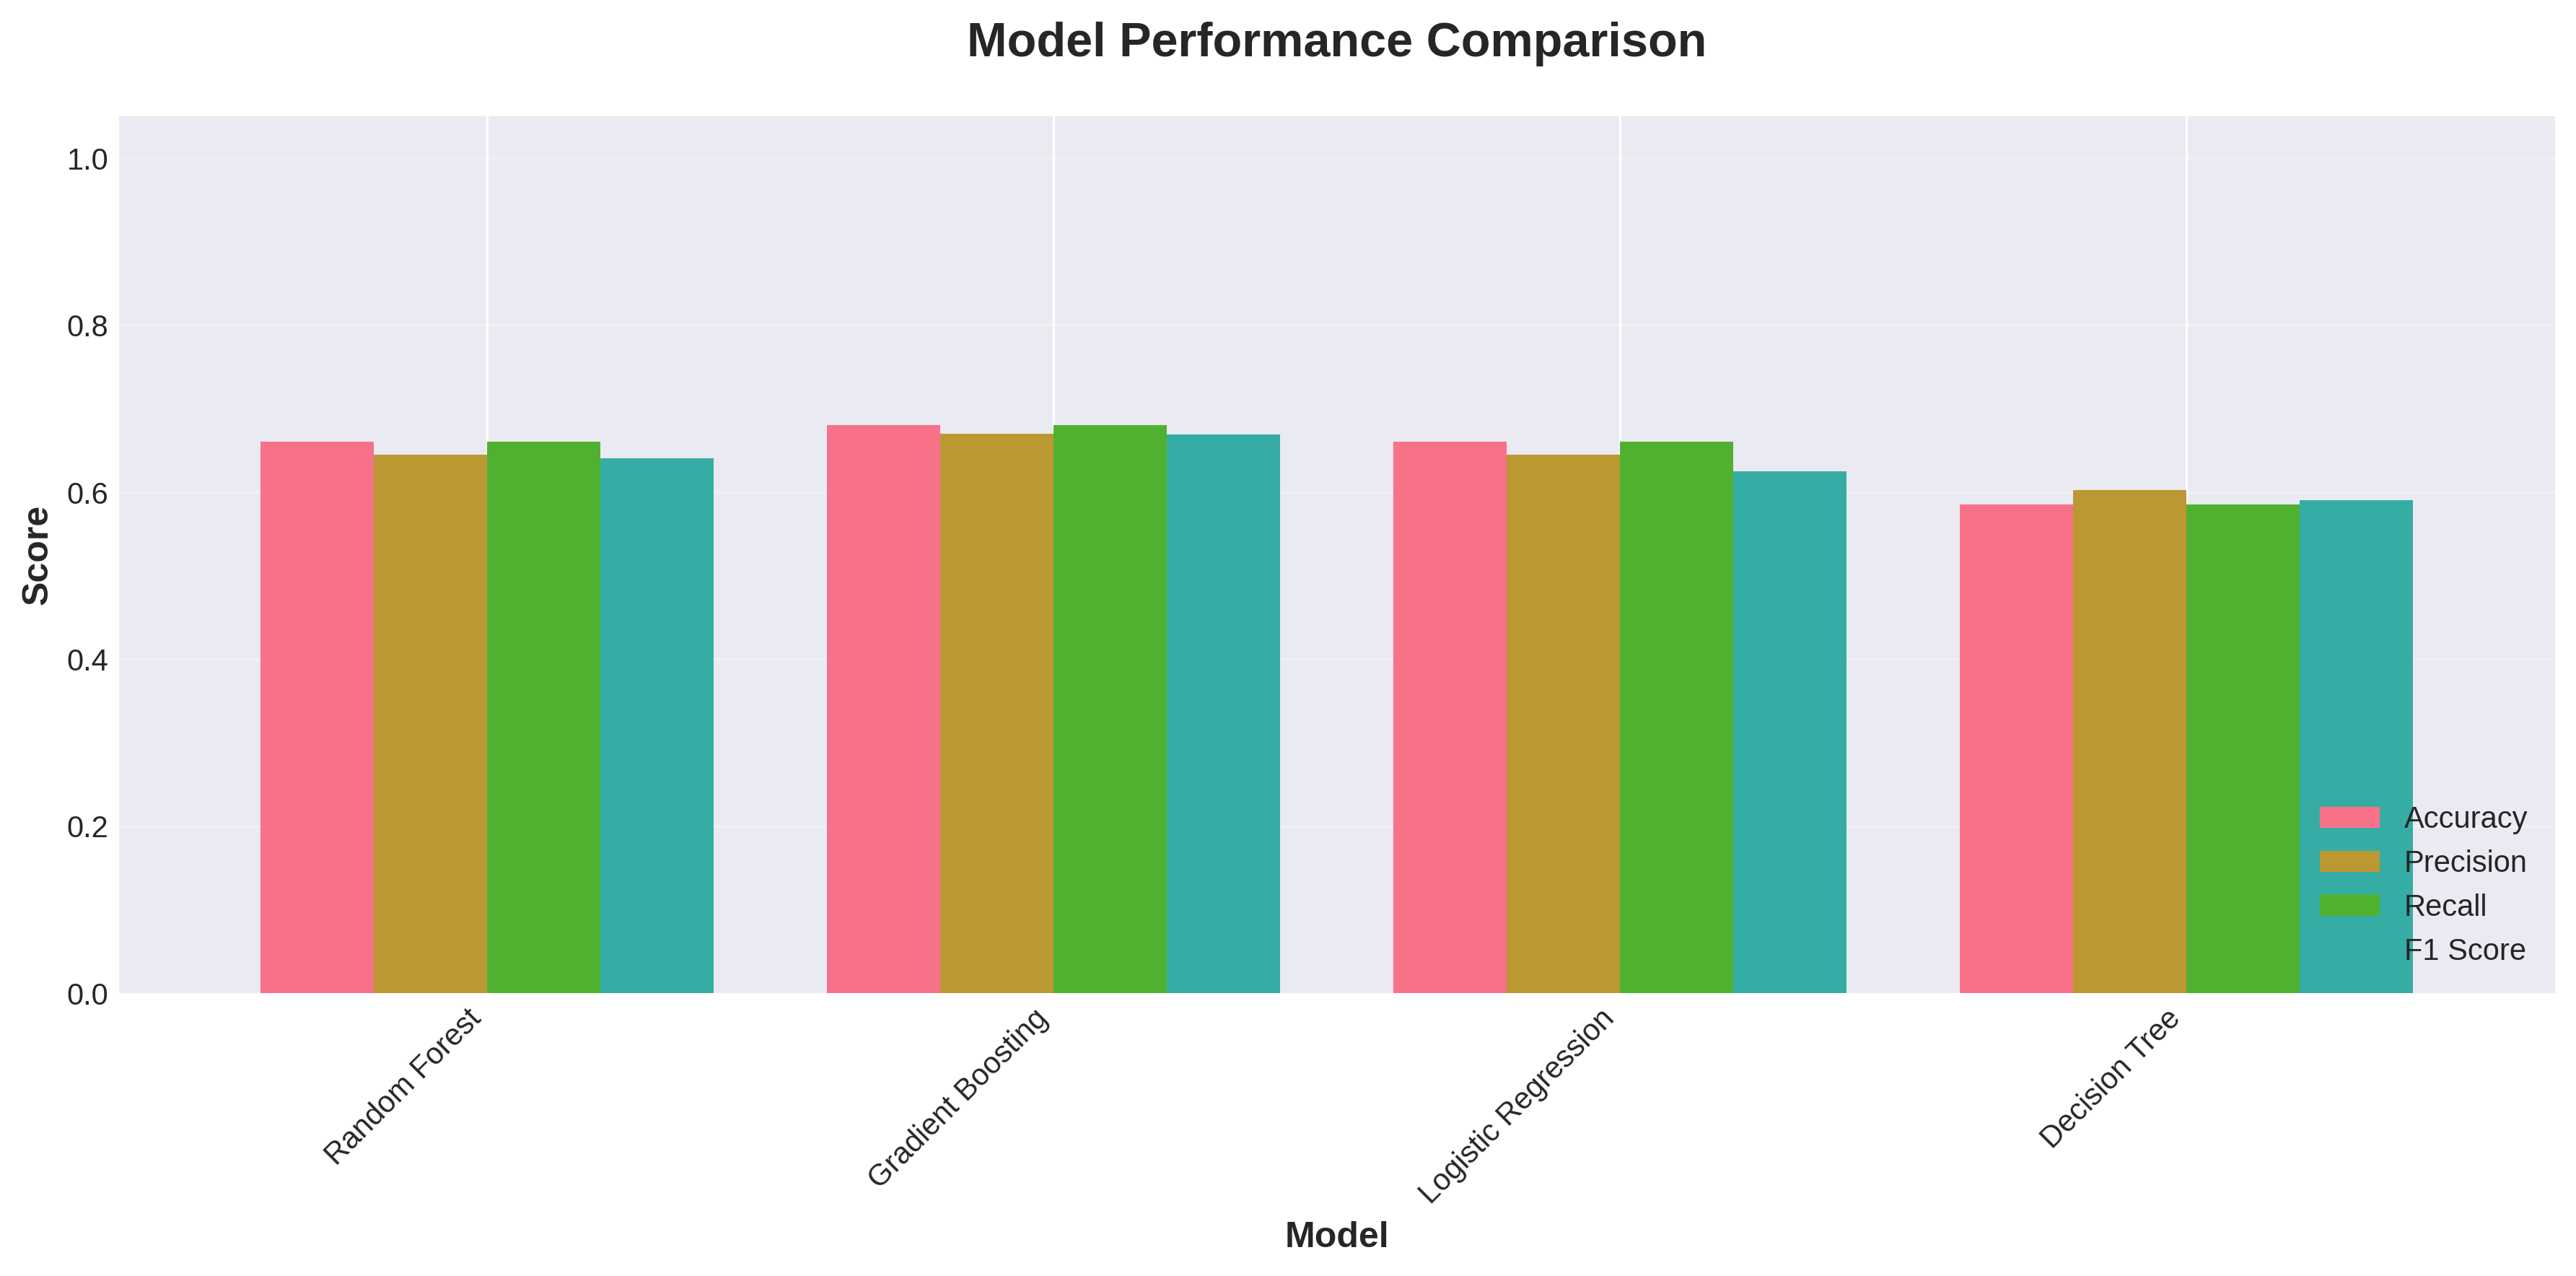 Model Performance Comparison
1.0
0.8
0.6
0.4
0.2
0.0
Score
Accuracy
Precision
Recall
F1 Score
Random Forest
Gradient Boosting
Logistic Regression
Decision Tree
Model